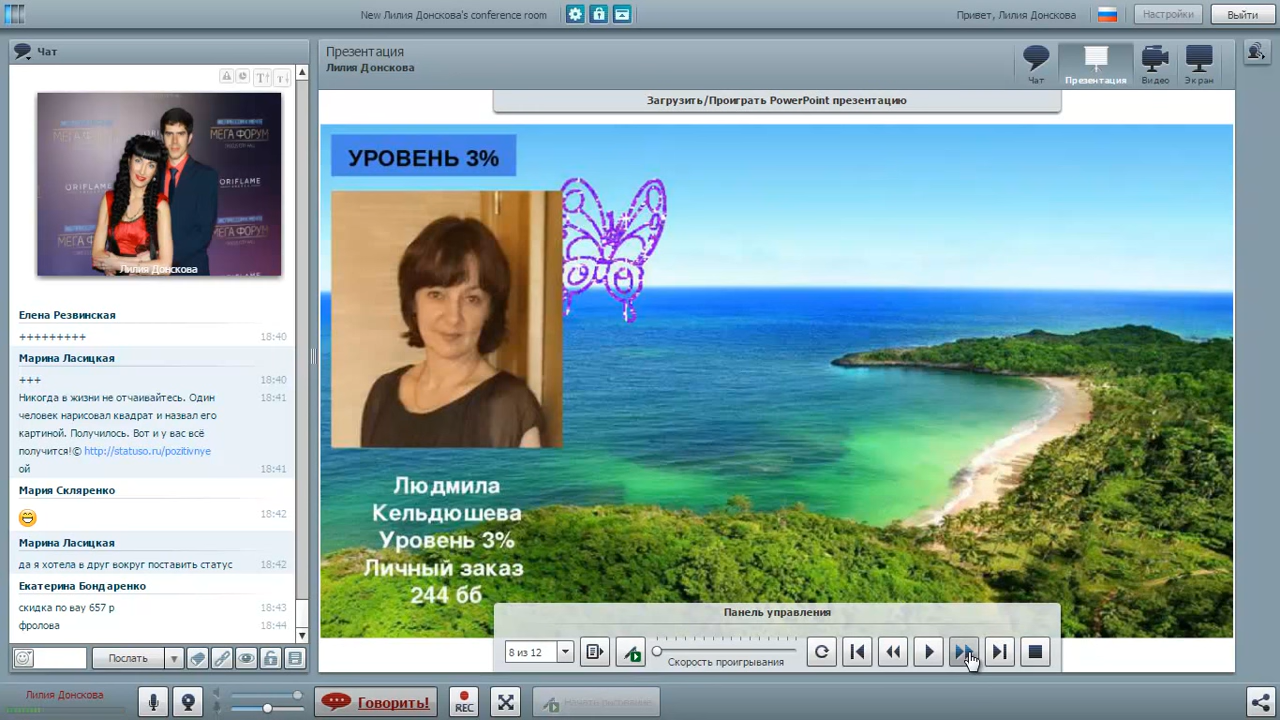 New Лилия Донскова's conference room
Привет, Лилия Донскова
Настройки
Выйти
Чат
МЕГА ФОРУМ
ORIFLAME
МЕГА ФОРУМ
Лилия Донскова
Елена Резвинская
+++++++++ 18:40
Марина Ласицкая
+++ 18:40
Никогда в жизни не отчаивайтесь. Один 18:41
человек нарисовал квадрат и назвал его
картиной. Получилось. Вот и у вас всё
получится!© http://statuso.ru/pozitivnye
ой 18:41
Мария Скляренко
18:42
Марина Ласицкая
да я хотела в друг вокруг поставить статус 18:42
Екатерина Бондаренко
скидка по вау 657 р 18:43
фролова 18:44
Послать
Презентация
Лилия Донскова
Чат
Презентация
Видео
Экран
Загрузить/Проиграть PowerPoint презентацию
УРОВЕНЬ 3%
Людмила
Кельдюшева
Уровень 3%
Личный заказ
244 бб
Панель управления
8 из 12
Скорость проигрывания
Лилия Донскова
Говорить!
REC